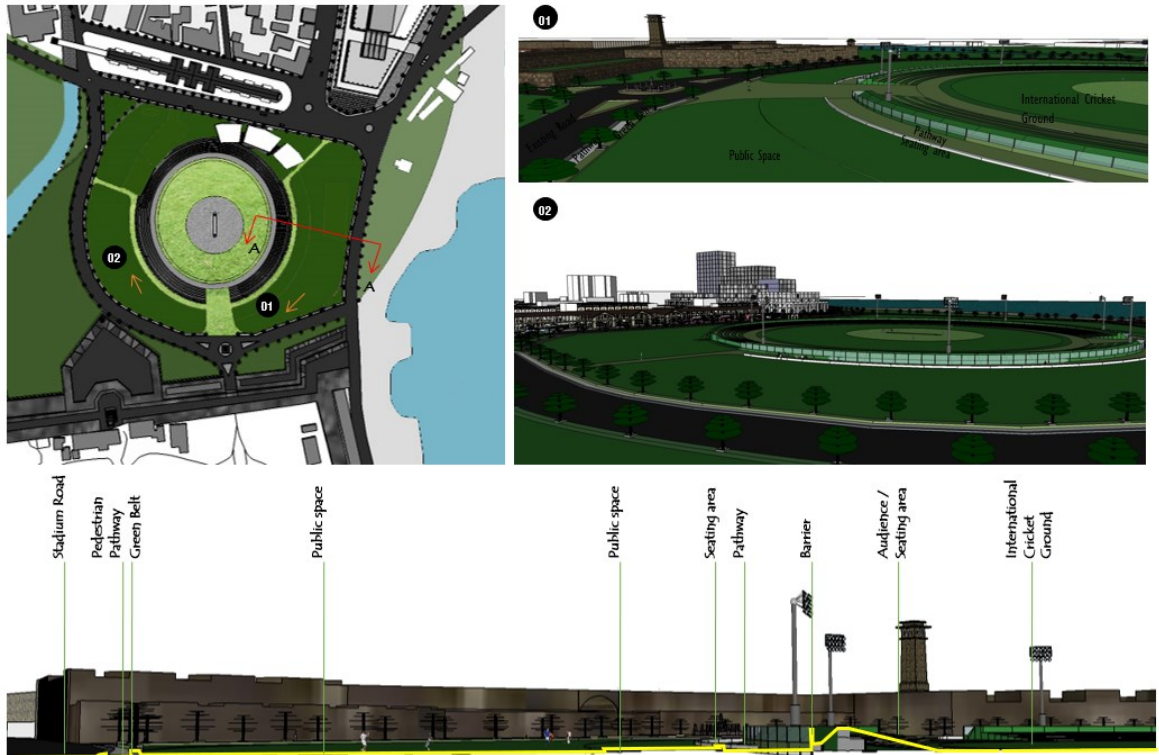 01
International Cricket
Ground
Existing Road
Public Space
Pathway
Seating area
02
A
A
01
02
Stadium Road
Pedestrian
Pathway
Green Belt
Public space
Public space
Seating area
Pathway
Barrier
Audience /
Seating area
International
Cricket
Ground